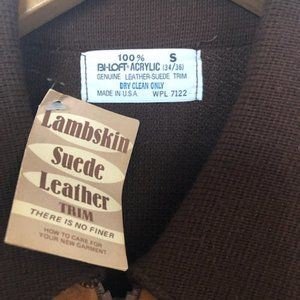 100% S
BI-LOFT® ACRYLIC (34/36)
GENUINE LEATHER-SUEDE TRIM
DRY CLEAN ONLY
MADE IN U.S.A. WPL 7122
Lambskin
Suede
Leather
TRIM
THERE IS NO FINER
HOW TO CARE FOR
YOUR NEW GARMENT